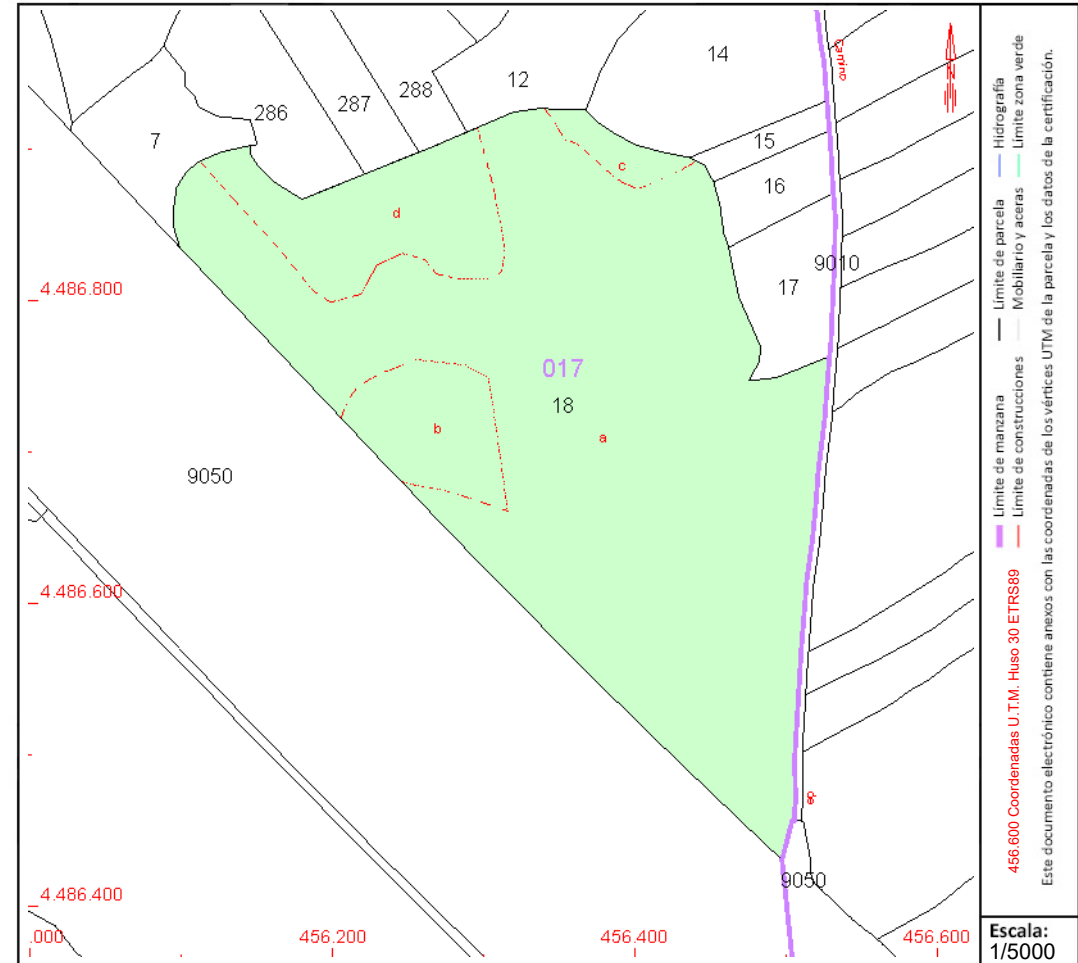 14
Camino
12
288
287
286
7
15
c
16
d
9010
17
4.486.800
017
18
b
a
9050
4.486.600
de
4.486.400
9050
.000
456.200
456.400
456.600
N
456.600 Coordenadas U.T.M. Huso 30 ETRS89
Límite de manzana
Límite de parcela
Hidrografía
Límite de construcciones
Mobiliario y aceras
Límite zona verde
Este documento electrónico contiene anexos con las coordenadas de los vértices UTM de la parcela y los datos de la certificación.
Escala:
1/5000